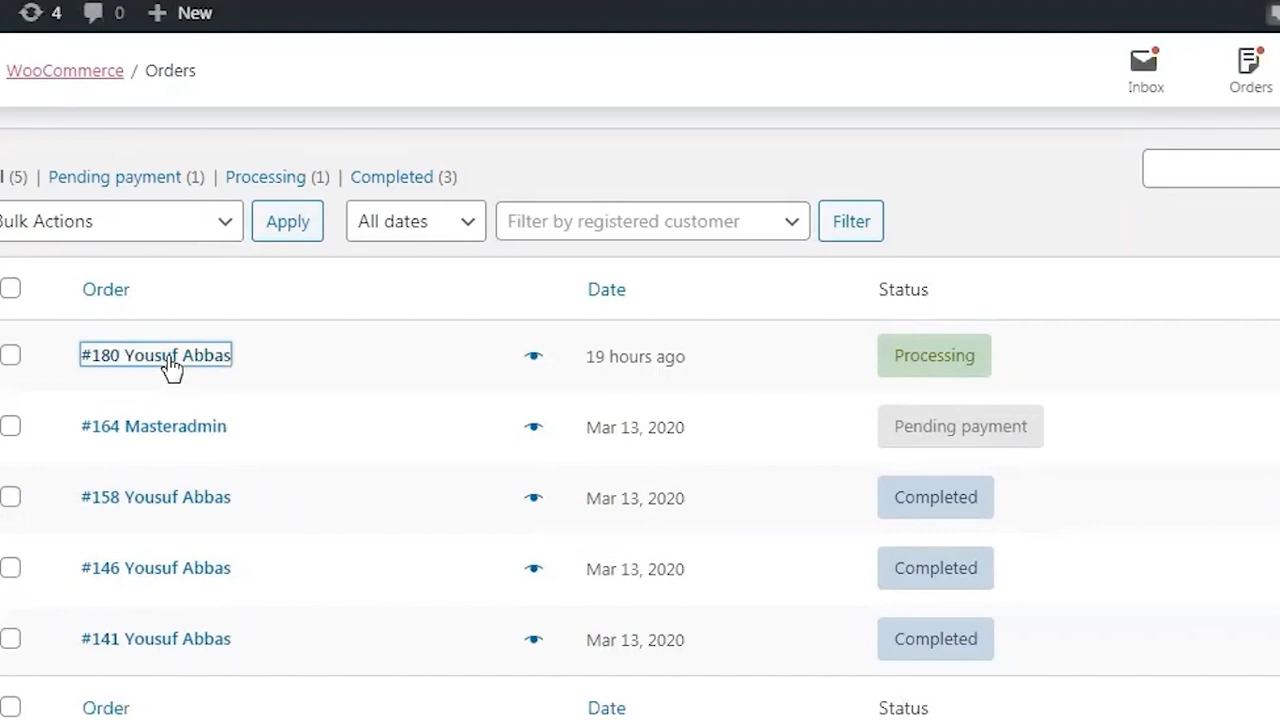 4 0 New
WooCommerce / Orders
Inbox Orders
(5) | Pending payment (1) | Processing (1) | Completed (3)
Bulk Actions Apply All dates Filter by registered customer Filter
Order Date Status
#180 Yousuf Abbas 19 hours ago Processing
#164 Masteradmin Mar 13, 2020 Pending payment
#158 Yousuf Abbas Mar 13, 2020 Completed
#146 Yousuf Abbas Mar 13, 2020 Completed
#141 Yousuf Abbas Mar 13, 2020 Completed
Order Date Status